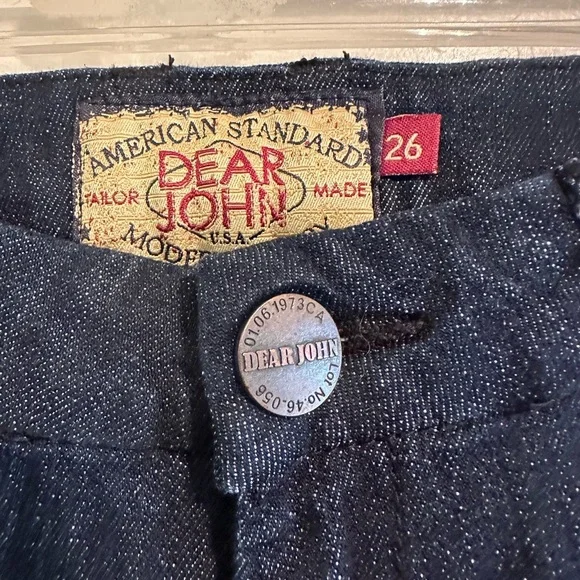 AMERICAN STANDARD
DEAR
JOHN
TAILOR MADE
U.S.A.
26
01.06.1973CA
DEAR JOHN
Lot No.46-056